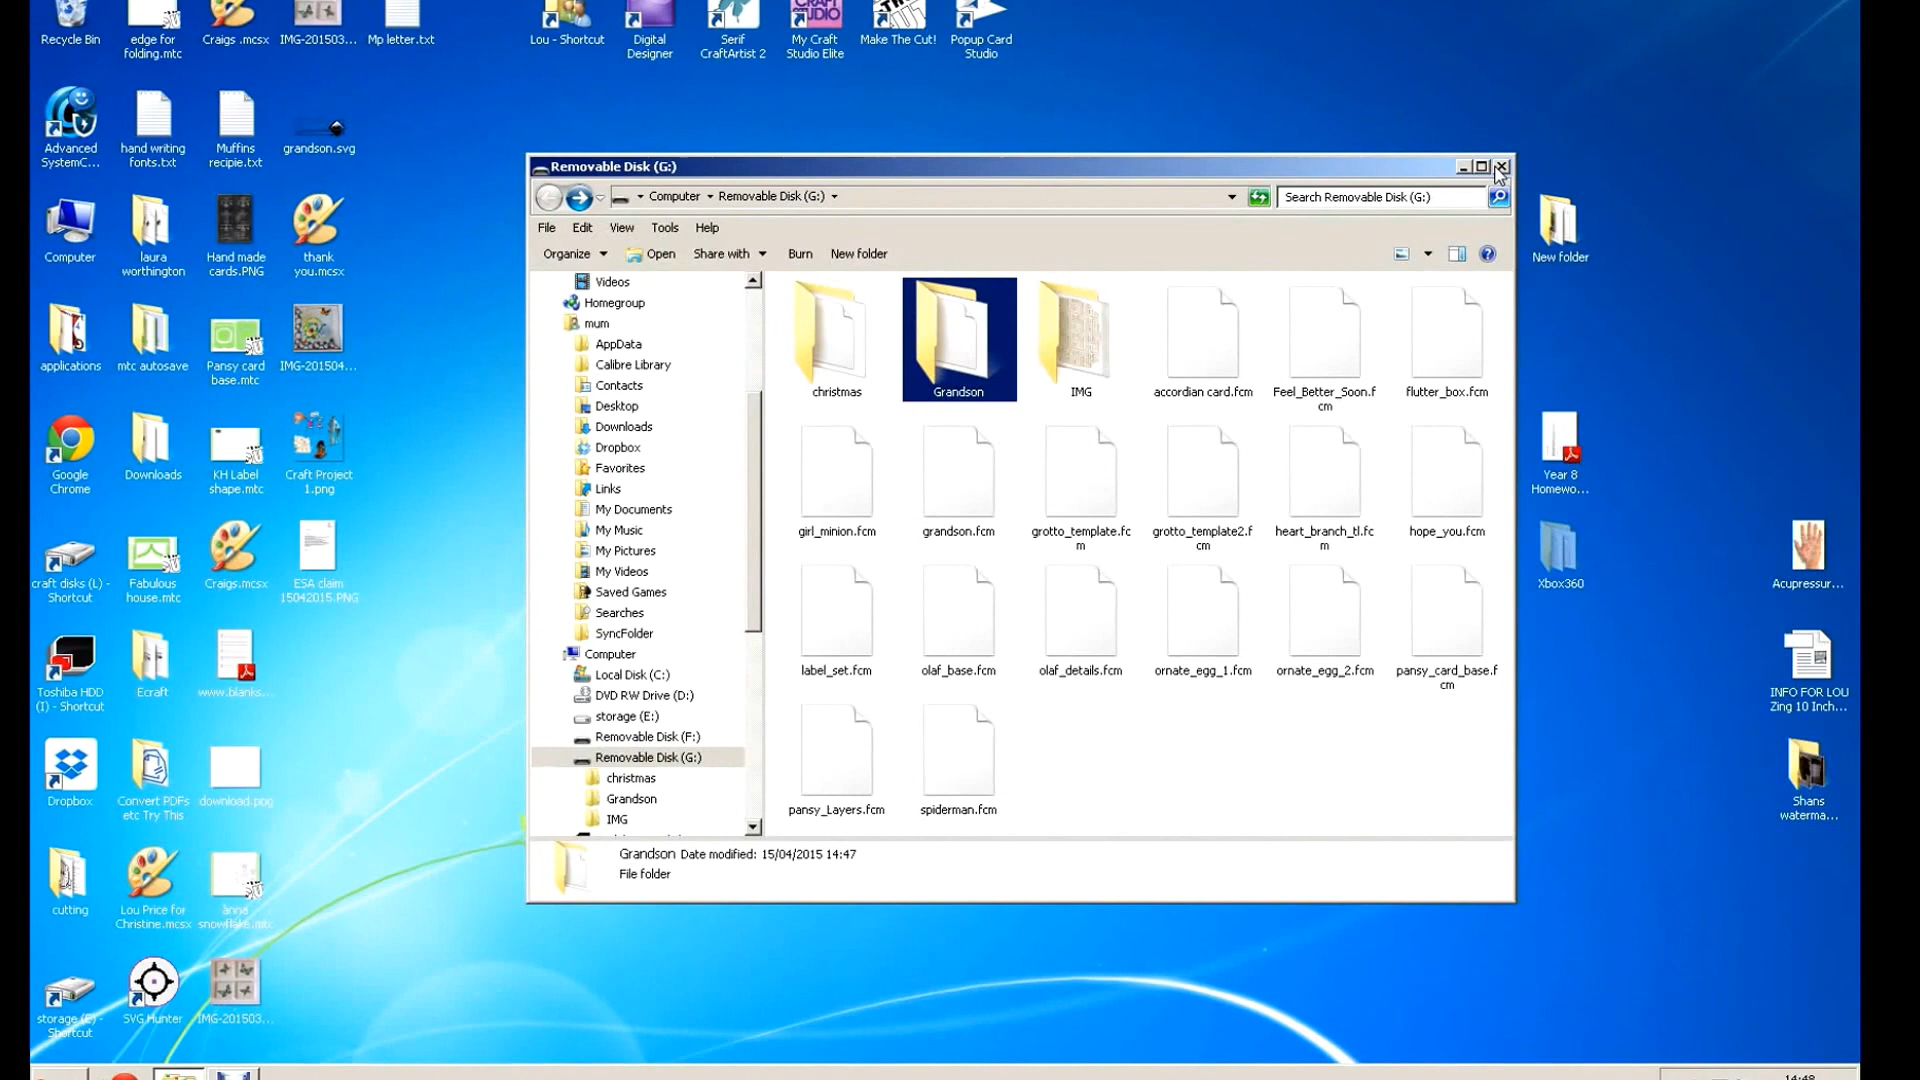 Recycle Bin
edge for
folding.mtc
Craigs .mcsx
IMG-201503...
Mp letter.txt
Lou - Shortcut
Digital
Designer
Serif
CraftArtist 2
My Craft
Studio Elite
Make The Cut!
Popup Card
Studio
Advanced
SystemC...
hand writing
fonts.txt
Muffins
recipie.txt
grandson.svg
Computer
laura
worthington
Hand made
cards.PNG
thank
you.mcsx
applications
mtc autosave
Pansy card
base.mtc
IMG-201504...
Google
Chrome
Downloads
KH Label
shape.mtc
Craft Project
1.png
craft disks (L) -
Shortcut
Fabulous
house.mtc
Craigs.mcsx
ESA claim
15042015.PNG
Toshiba HDD
(I) - Shortcut
Ecraft
www.blanks...
Dropbox
Convert PDFs
etc Try This
download.png
cutting
Lou Price for
Christine.mcsx
anna
snowflake.mtc
storage (E) -
Shortcut
SVG Hunter
IMG-201503...
Removable Disk (G:)
Computer
Removable Disk (G:)
Search Removable Disk (G:)
File Edit View Tools Help
Organize Open Share with Burn New folder
Videos
Homegroup
mum
AppData
Calibre Library
Contacts
Desktop
Downloads
Dropbox
Favorites
Links
My Documents
My Music
My Pictures
My Videos
Saved Games
Searches
SyncFolder
Computer
Local Disk (C:)
DVD RW Drive (D:)
storage (E:)
Removable Disk (F:)
Removable Disk (G:)
christmas
Grandson
IMG
christmas
Grandson
IMG
accordian card.fcm
Feel_Better_Soon.f
cm
flutter_box.fcm
girl_minion.fcm
grandson.fcm
grotto_template.fc
m
grotto_template2.f
cm
heart_branch_tl.fc
m
hope_you.fcm
label_set.fcm
olaf_base.fcm
olaf_details.fcm
ornate_egg_1.fcm
ornate_egg_2.fcm
pansy_card_base.f
cm
pansy_Layers.fcm
spiderman.fcm
Grandson Date modified: 15/04/2015 14:47
File folder
New folder
Year 8
Homewo...
Xbox360
Acupressur...
INFO FOR LOU
Zing 10 Inch...
Shans
waterma...
14:48